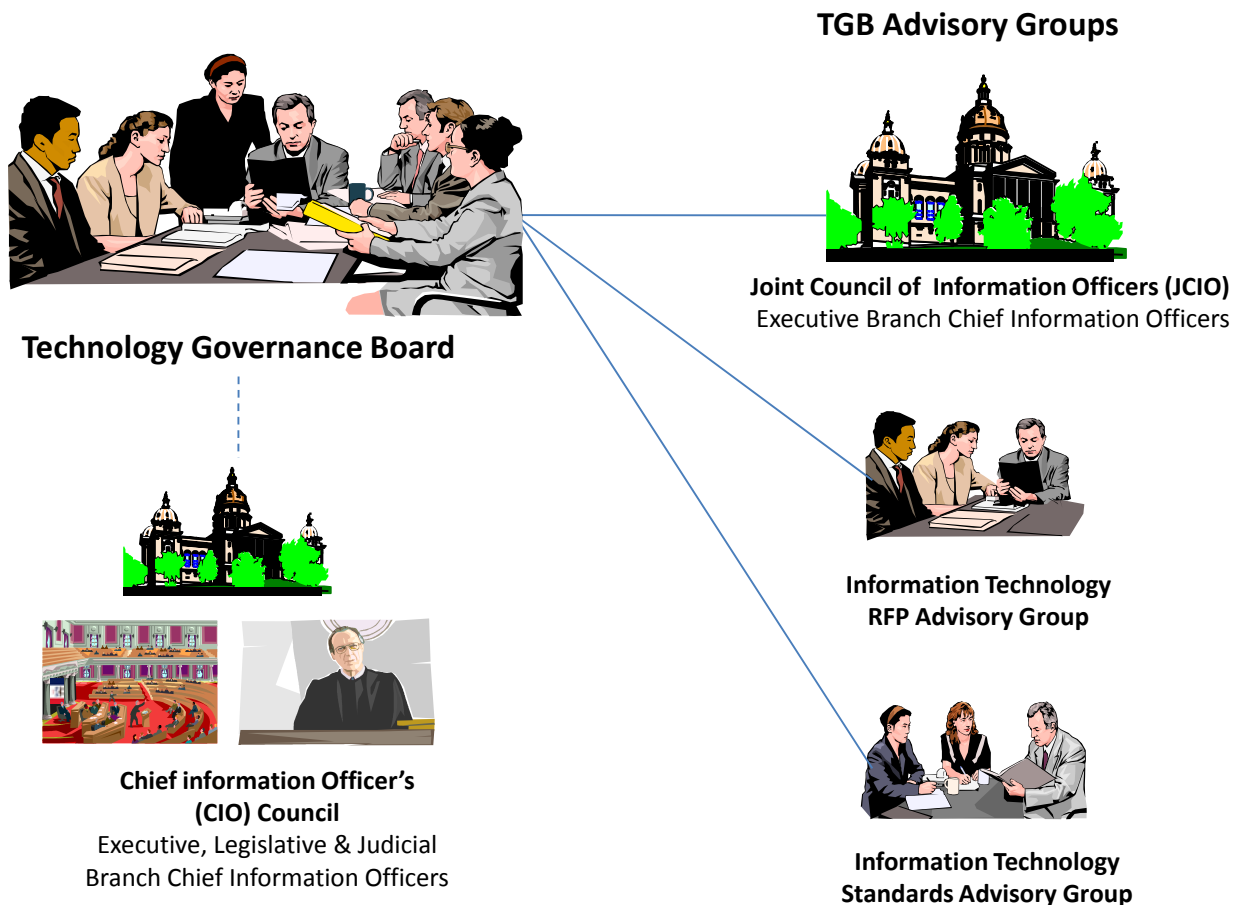 TGB Advisory Groups
Joint Council of  Information Officers (JCIO)
Executive Branch Chief Information Officers
Technology Governance Board
Information Technology
RFP Advisory Group
Chief information Officer’s
(CIO) Council
Executive, Legislative & Judicial
Branch Chief Information Officers
Information Technology
Standards Advisory Group